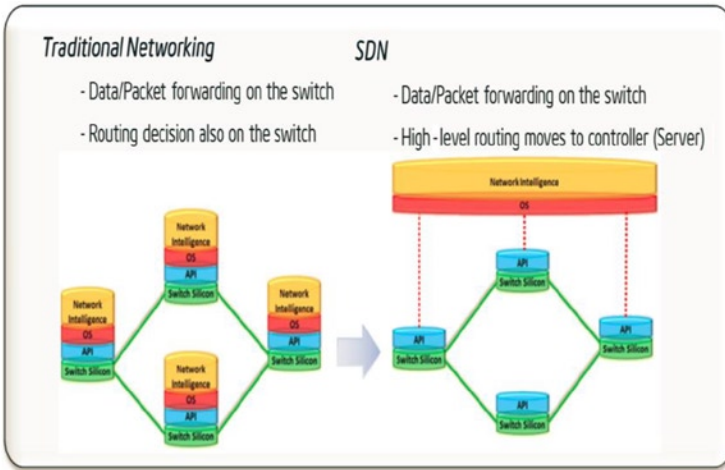 Traditional Networking
- Data/Packet forwarding on the switch
- Routing decision also on the switch
SDN
- Data/Packet forwarding on the switch
- High-level routing moves to controller (Server)
Network
Intelligence
OS
API
Switch Silicon
Network
Intelligence
OS
API
Switch Silicon
Network
Intelligence
OS
API
Switch Silicon
Network
Intelligence
OS
API
Switch Silicon
Network Intelligence
OS
API
Switch Silicon
API
Switch Silicon
API
Switch Silicon
API
Switch Silicon